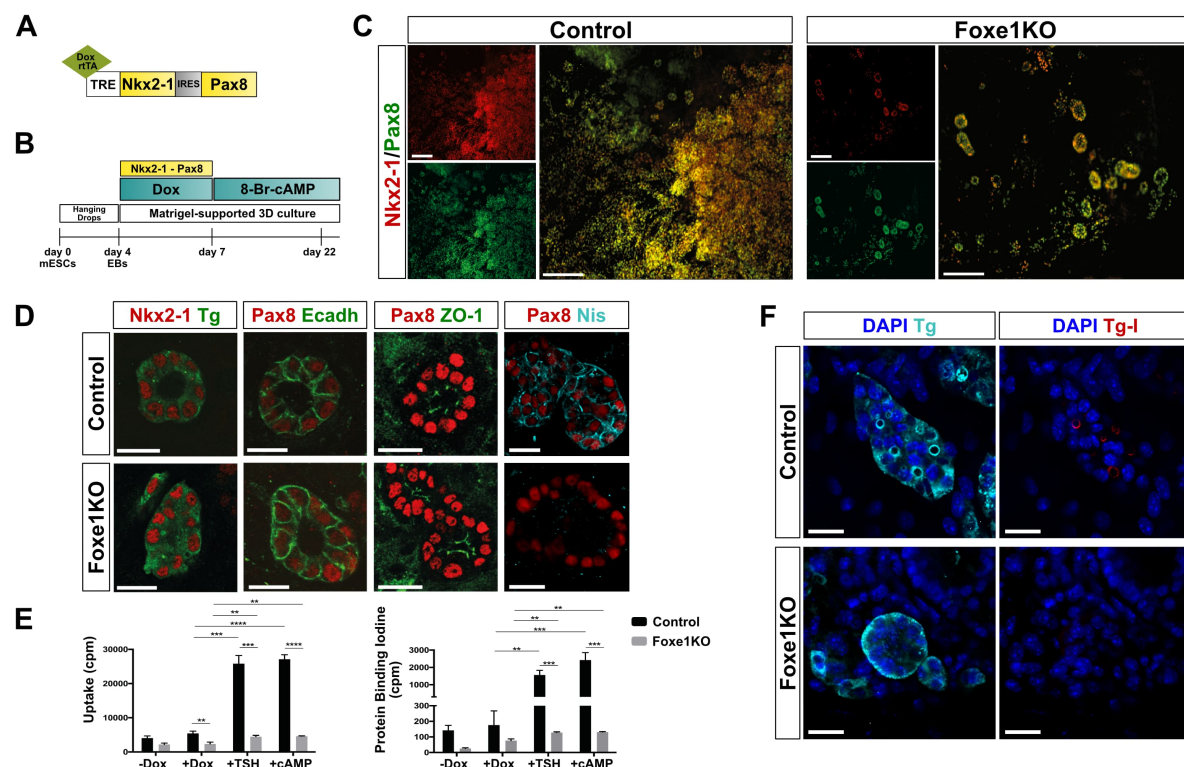 A
Dox
rtTA
TRE Nkx2-1 IRES Pax8
B
Nkx2-1 - Pax8
Dox 8-Br-cAMP
Hanging
Drops
Matrigel-supported 3D culture
day 0
mESCs
day 4
EBs
day 7
day 22
C
Control
Foxe1KO
Nkx2-1/Pax8
D
Nkx2-1 Tg
Pax8 Ecadh
Pax8 ZO-1
Pax8 Nis
Control
Foxe1KO
E
Uptake (cpm)
30000
20000
10000
0
-Dox +Dox +TSH +cAMP
**
**
****
***
***
****
**
Protein Binding Iodine
(cpm)
3000
2000
1000
300
200
100
0
-Dox +Dox +TSH +cAMP
**
**
***
**
***
***
Control
Foxe1KO
F
DAPI Tg
DAPI Tg-I
Control
Foxe1KO